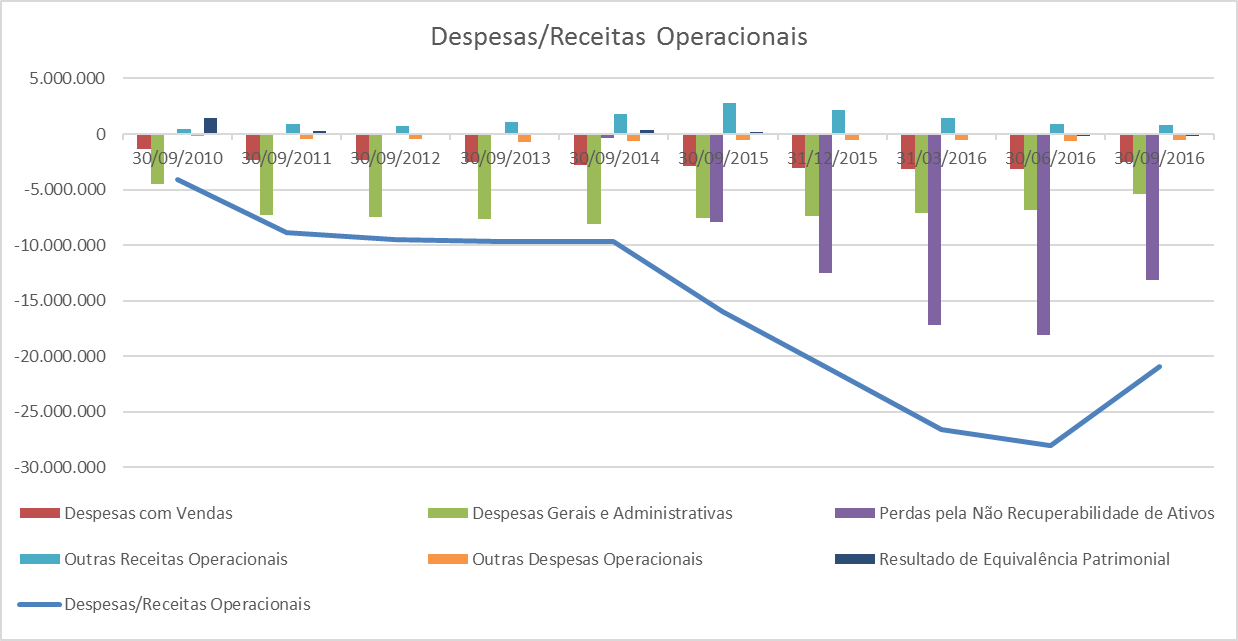 Despesas/Receitas Operacionais
5.000.000
0
30/09/2010 30/09/2011 30/09/2012 30/09/2013 30/09/2014 30/09/2015 31/12/2015 31/03/2016 30/06/2016 30/09/2016
-5.000.000
-10.000.000
-15.000.000
-20.000.000
-25.000.000
-30.000.000
Despesas com Vendas Despesas Gerais e Administrativas Perdas pela Não Recuperabilidade de Ativos
Outras Receitas Operacionais Outras Despesas Operacionais Resultado de Equivalência Patrimonial
Despesas/Receitas Operacionais